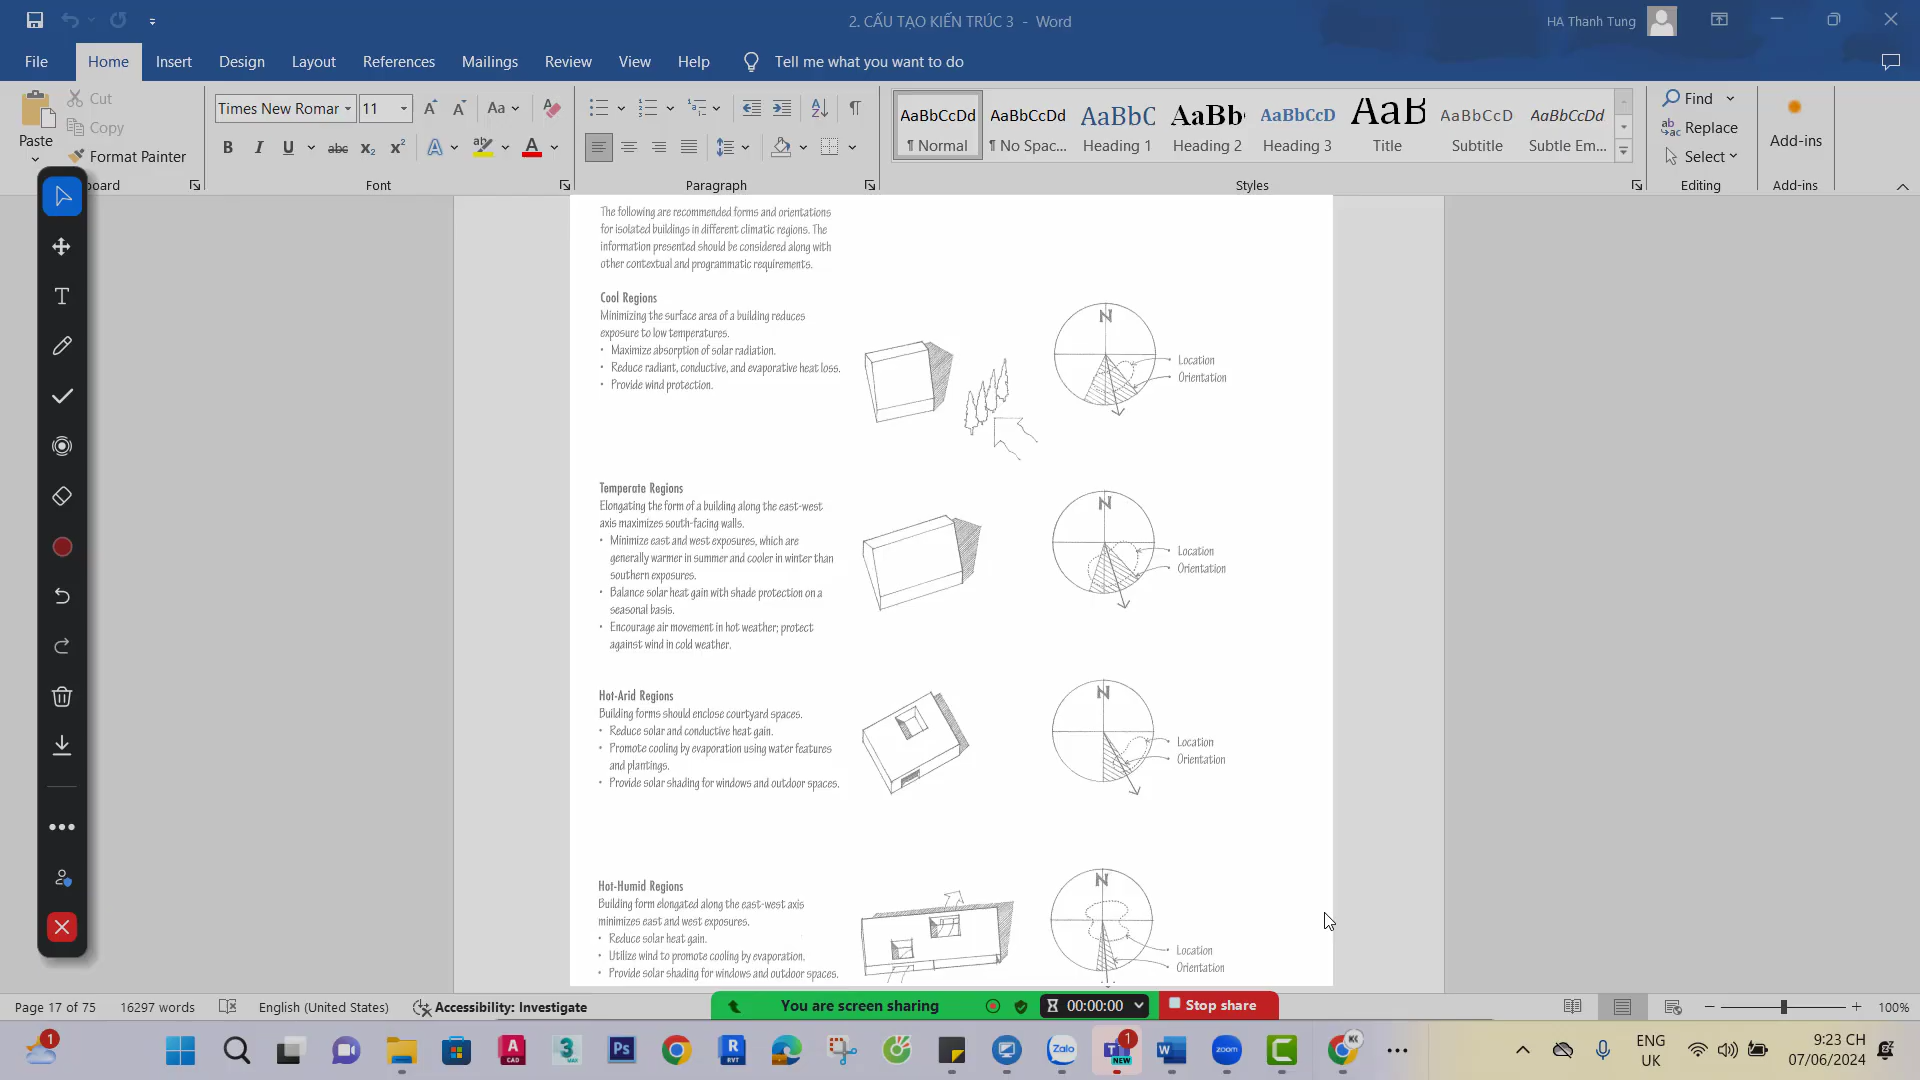 2. CẤU TẠO KIẾN TRÚC 3 - Word
HA Thanh Tung
File Home Insert Design Layout References Mailings Review View Help Tell me what you want to do
Paste
Cut
Copy
Format Painter
board
Times New Roman 11
Font
Paragraph
AaBbCcDd AaBbCcDd AaBbC AaBb AaBbCcD AaB AaBbCcD AaBbCcDd
¶ Normal ¶ No Spac... Heading 1 Heading 2 Heading 3 Title Subtitle Subtle Em...
Styles
Find
Replace
Select
Editing
Add-ins
Add-ins
The following are recommended forms and orientations
for isolated buildings in different climatic regions. The
information presented should be considered along with
other contextual and programmatic requirements.
Cool Regions
Minimizing the surface area of a building reduces
exposure to low temperatures.
• Maximize absorption of solar radiation.
• Reduce radiant, conductive, and evaporative heat loss.
• Provide wind protection.
N
Location
Orientation
Temperate Regions
Elongating the form of a building along the east-west
axis maximizes south-facing walls.
• Minimize east and west exposures, which are
generally warmer in summer and cooler in winter than
southern exposures.
• Balance solar heat gain with shade protection on a
seasonal basis.
• Encourage air movement in hot weather; protect
against wind in cold weather.
N
Location
Orientation
Hot-Arid Regions
Building forms should enclose courtyard spaces.
• Reduce solar and conductive heat gain.
• Promote cooling by evaporation using water features
and plantings.
• Provide solar shading for windows and outdoor spaces.
N
Location
Orientation
Hot-Humid Regions
Building form elongated along the east-west axis
minimizes east and west exposures.
• Reduce solar heat gain.
• Utilize wind to promote cooling by evaporation.
• Provide solar shading for windows and outdoor spaces.
N
Location
Orientation
Page 17 of 75 16297 words English (United States) Accessibility: Investigate
You are screen sharing 00:00:00 Stop share
100%
ENG
UK
9:23 CH
07/06/2024